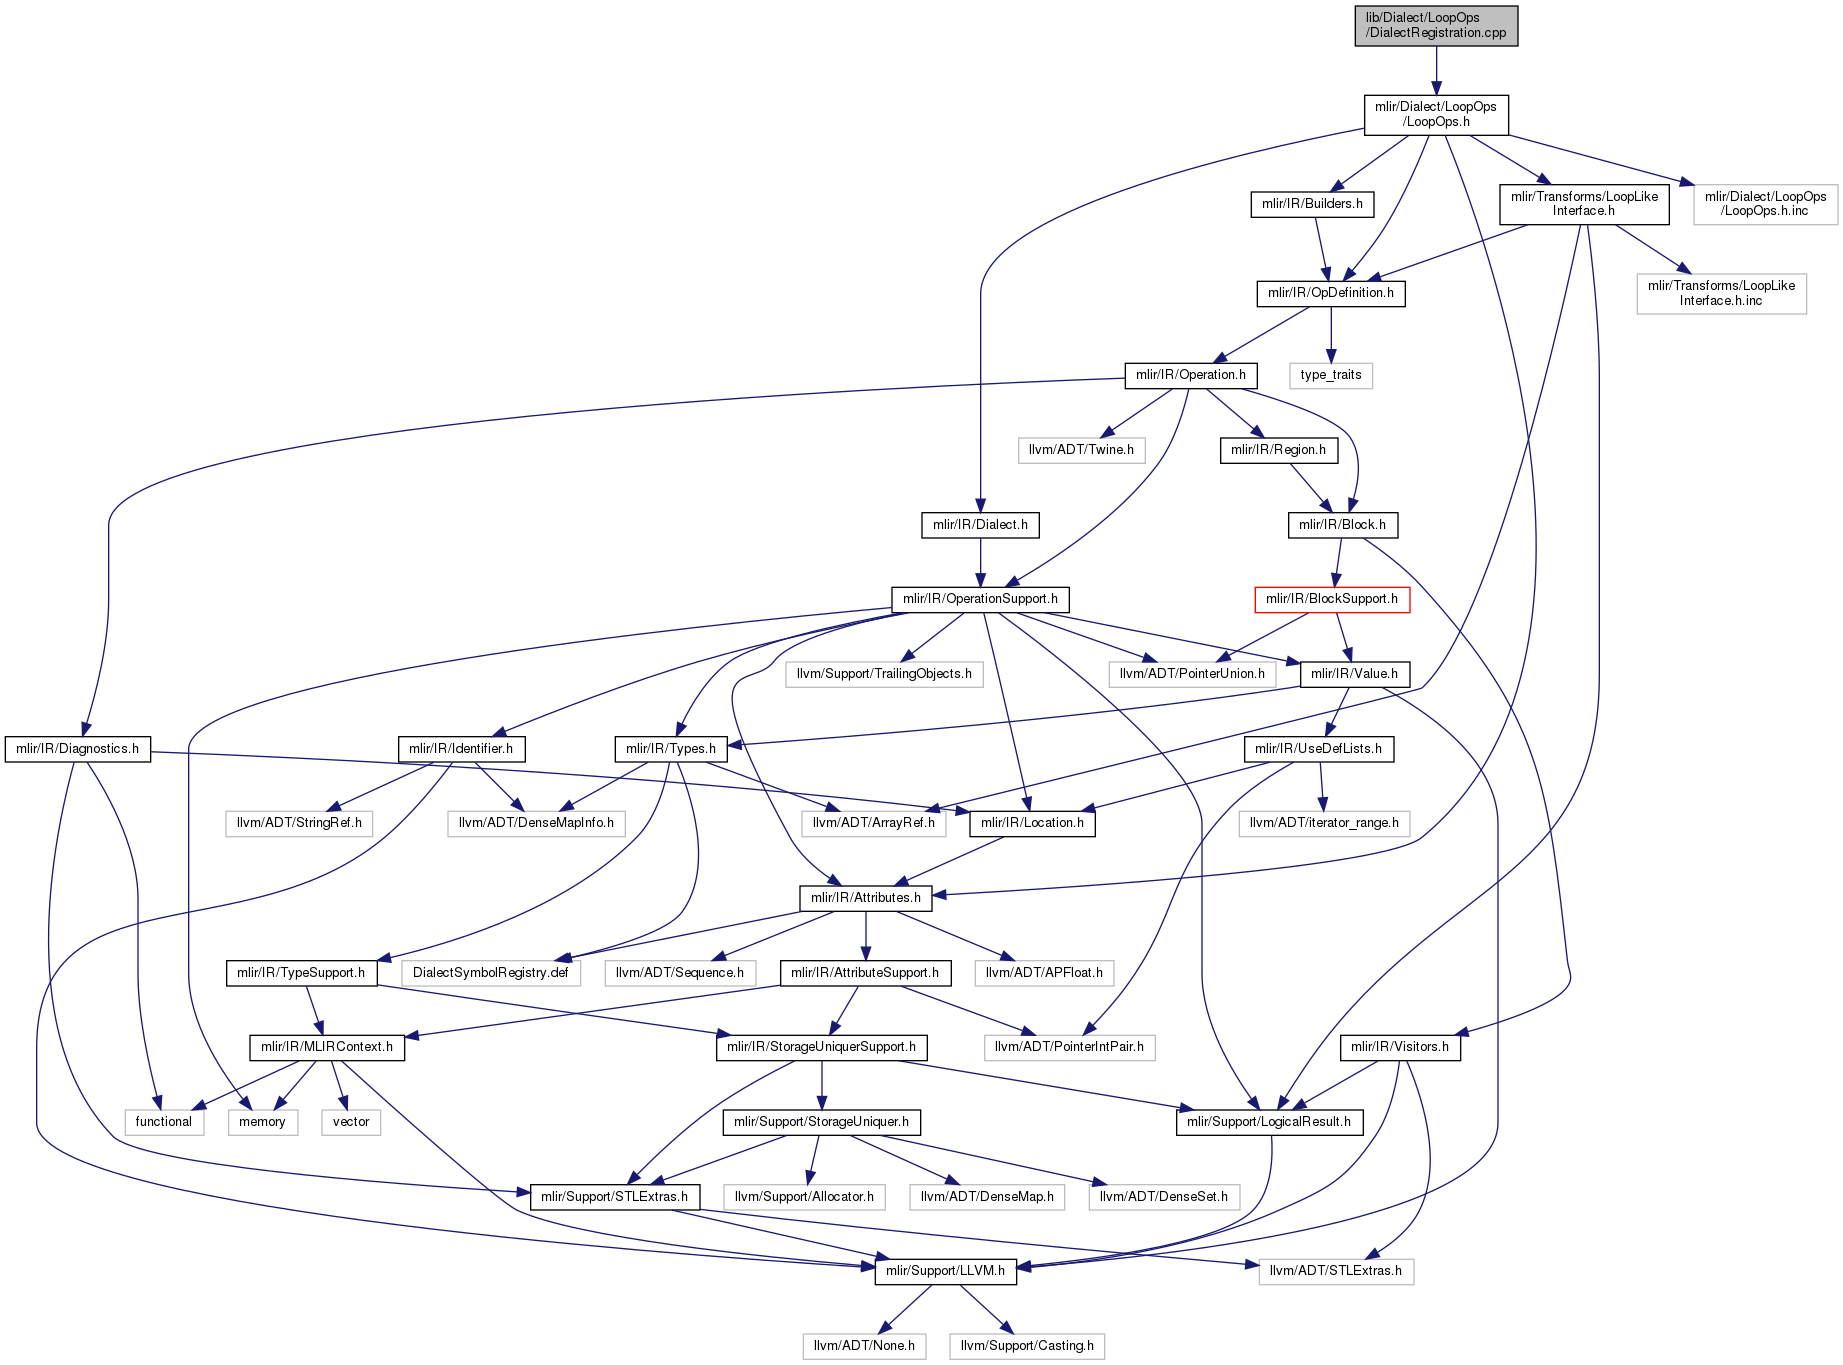 lib/Dialect/LoopOps
/DialectRegistration.cpp
mlir/Dialect/LoopOps
/LoopOps.h
mlir/IR/Builders.h
mlir/Transforms/LoopLike
Interface.h
mlir/Dialect/LoopOps
/LoopOps.h.inc
mlir/IR/OpDefinition.h
mlir/Transforms/LoopLike
Interface.h.inc
mlir/IR/Operation.h
type_traits
llvm/ADT/Twine.h
mlir/IR/Region.h
mlir/IR/Dialect.h
mlir/IR/Block.h
mlir/IR/OperationSupport.h
mlir/IR/BlockSupport.h
llvm/Support/TrailingObjects.h
llvm/ADT/PointerUnion.h
mlir/IR/Value.h
mlir/IR/Diagnostics.h
mlir/IR/Identifier.h
mlir/IR/Types.h
mlir/IR/UseDefLists.h
llvm/ADT/StringRef.h
llvm/ADT/DenseMapInfo.h
llvm/ADT/ArrayRef.h
mlir/IR/Location.h
llvm/ADT/iterator_range.h
mlir/IR/Attributes.h
mlir/IR/TypeSupport.h
DialectSymbolRegistry.def
llvm/ADT/Sequence.h
mlir/IR/AttributeSupport.h
llvm/ADT/APFloat.h
mlir/IR/MLIRContext.h
mlir/IR/StorageUniquerSupport.h
llvm/ADT/PointerIntPair.h
mlir/IR/Visitors.h
functional
memory
vector
mlir/Support/StorageUniquer.h
mlir/Support/LogicalResult.h
mlir/Support/STLExtras.h
llvm/Support/Allocator.h
llvm/ADT/DenseMap.h
llvm/ADT/DenseSet.h
mlir/Support/LLVM.h
llvm/ADT/STLExtras.h
llvm/ADT/None.h
llvm/Support/Casting.h